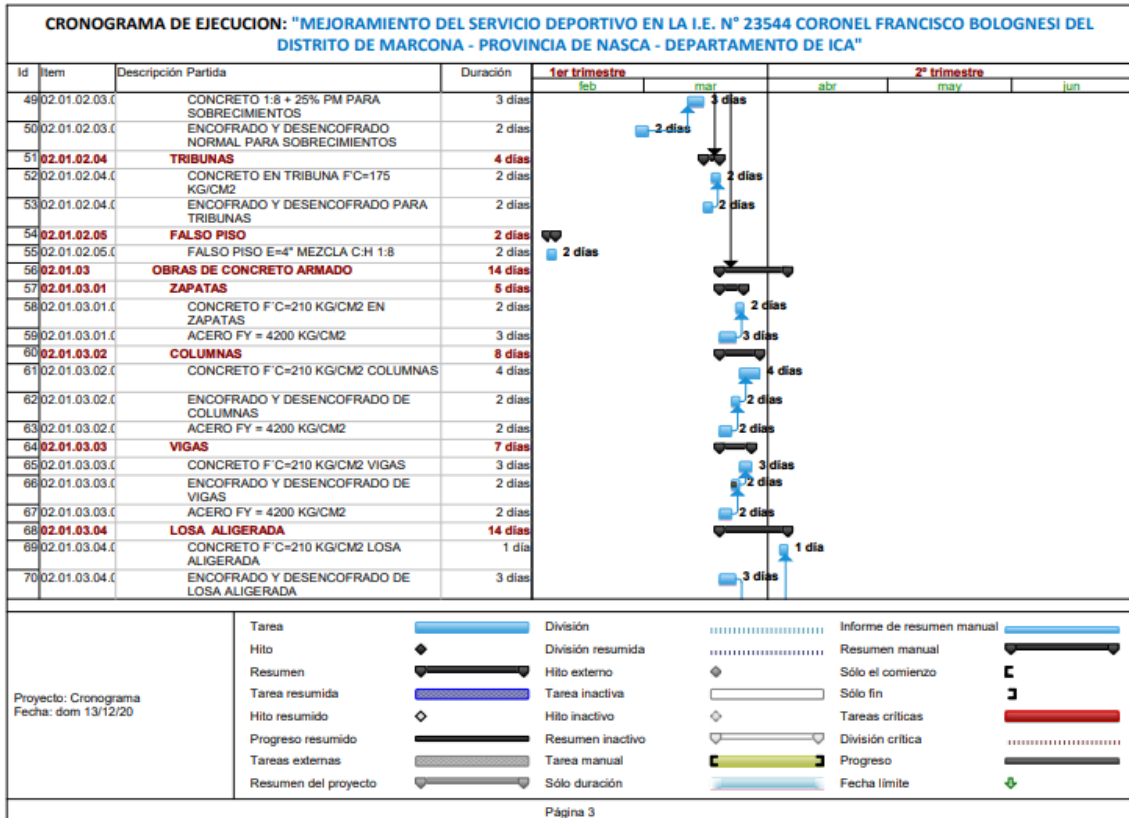 CRONOGRAMA DE EJECUCION: "MEJORAMIENTO DEL SERVICIO DEPORTIVO EN LA I.E. N° 23544 CORONEL FRANCISCO BOLOGNESI DEL
DISTRITO DE MARCONA - PROVINCIA DE NASCA - DEPARTAMENTO DE ICA"
Id Item Descripción Partida Duración 1er trimestre 2º trimestre
feb mar abr may jun
49 02.01.02.03.0 CONCRETO 1:8 + 25% PM PARA 3 días 3 días
SOBRECIMIENTOS
50 02.01.02.03.0 ENCOFRADO Y DESENCOFRADO 2 días 2 días
NORMAL PARA SOBRECIMIENTOS
51 02.01.02.04 TRIBUNAS 4 días
52 02.01.02.04.0 CONCRETO EN TRIBUNA F'C=175 2 días 2 días
KG/CM2
53 02.01.02.04.0 ENCOFRADO Y DESENCOFRADO PARA 2 días 2 días
TRIBUNAS
54 02.01.02.05 FALSO PISO 2 días
55 02.01.02.05.0 FALSO PISO E=4" MEZCLA C:H 1:8 2 días 2 días
56 02.01.03 OBRAS DE CONCRETO ARMADO 14 días
57 02.01.03.01 ZAPATAS 5 días
58 02.01.03.01.0 CONCRETO F´C=210 KG/CM2 EN 2 días 2 días
ZAPATAS
59 02.01.03.01.0 ACERO FY = 4200 KG/CM2 3 días 3 días
60 02.01.03.02 COLUMNAS 8 días
61 02.01.03.02.0 CONCRETO F´C=210 KG/CM2 COLUMNAS 4 días 4 días
62 02.01.03.02.0 ENCOFRADO Y DESENCOFRADO DE 2 días 2 días
COLUMNAS
63 02.01.03.02.0 ACERO FY = 4200 KG/CM2 2 días 2 días
64 02.01.03.03 VIGAS 7 días
65 02.01.03.03.0 CONCRETO F´C=210 KG/CM2 VIGAS 3 días 3 días
66 02.01.03.03.0 ENCOFRADO Y DESENCOFRADO DE 2 días 2 días
VIGAS
67 02.01.03.03.0 ACERO FY = 4200 KG/CM2 2 días 2 días
68 02.01.03.04 LOSA ALIGERADA 14 días
69 02.01.03.04.0 CONCRETO F´C=210 KG/CM2 LOSA 1 día 1 día
ALIGERADA
70 02.01.03.04.0 ENCOFRADO Y DESENCOFRADO DE 3 días 3 días
LOSA ALIGERADA
Proyecto: Cronograma
Fecha: dom 13/12/20
Tarea División Informe de resumen manual
Hito División resumida Resumen manual
Resumen Hito externo Sólo el comienzo
Tarea resumida Tarea inactiva Sólo fin
Hito resumido Hito inactivo Tareas críticas
Progreso resumido Resumen inactivo División crítica
Tareas externas Tarea manual Progreso
Resumen del proyecto Sólo duración Fecha límite
Página 3